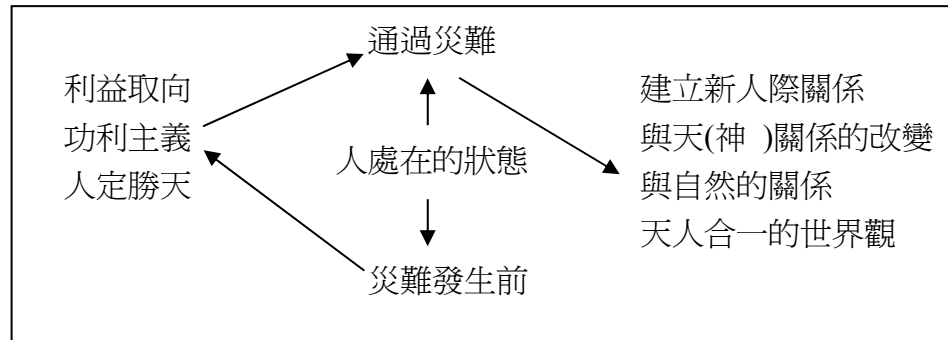 通過災難
利益取向
功利主義
人定勝天
人處在的狀態
災難發生前
建立新人際關係
與天(神 )關係的改變
與自然的關係
天人合一的世界觀